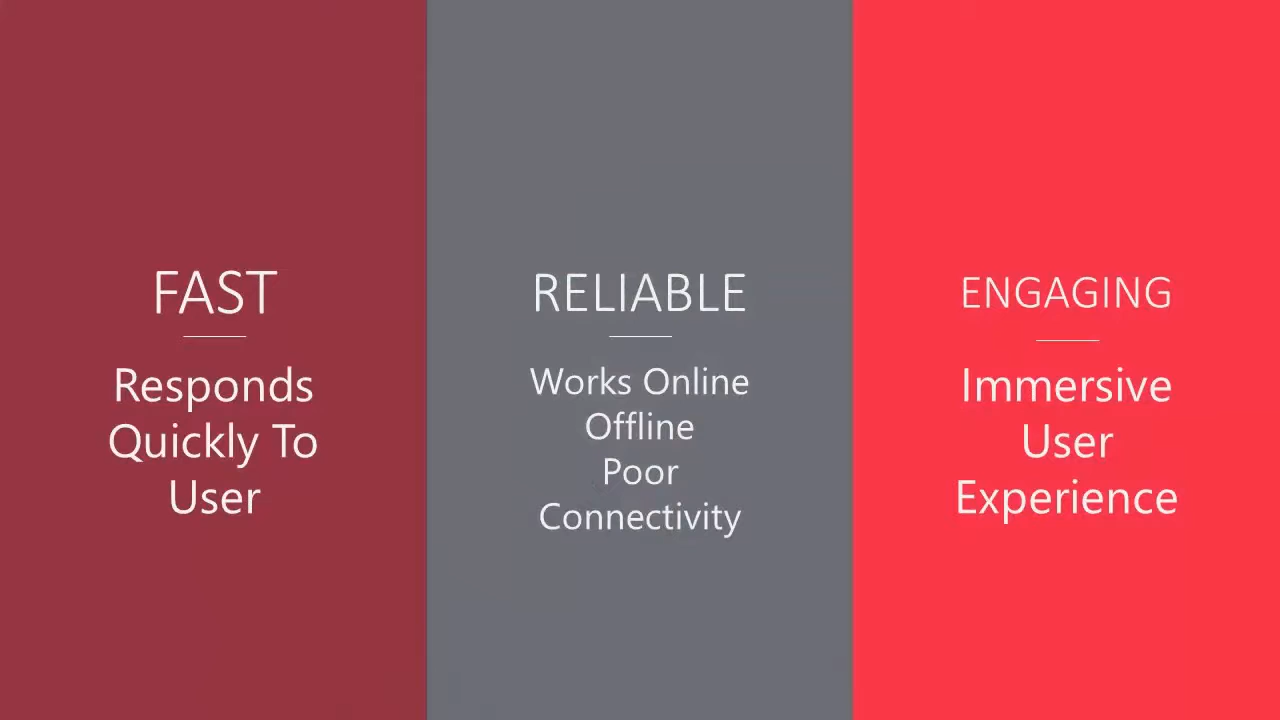 FAST
Responds
Quickly To
User
RELIABLE
Works Online
Offline
Poor
Connectivity
ENGAGING
Immersive
User
Experience